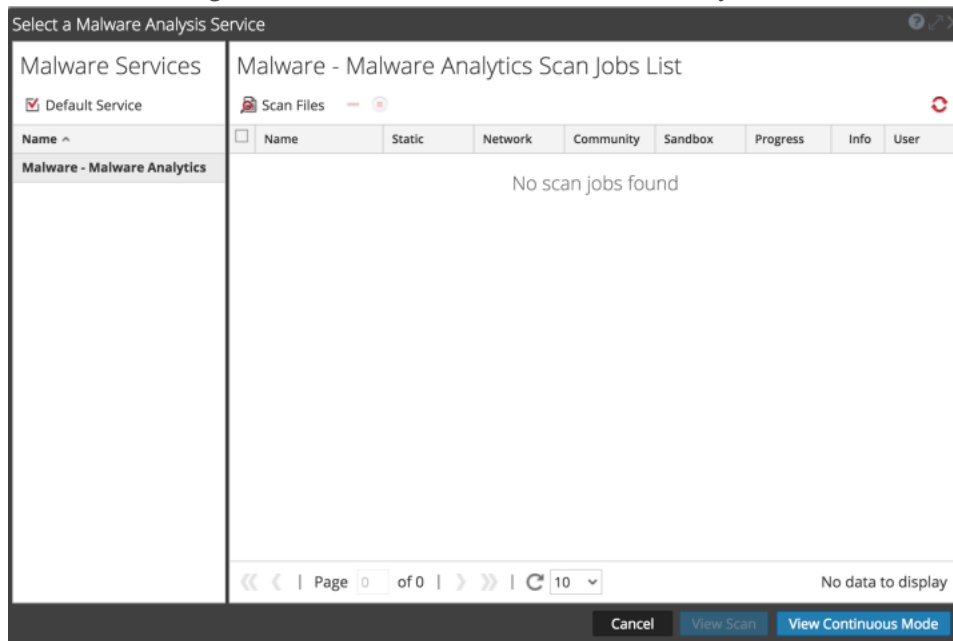 Select a Malware Analysis Service
Malware Services
Default Service
Name
Malware - Malware Analytics
Malware - Malware Analytics Scan Jobs List
Scan Files
Name Static Network Community Sandbox Progress Info User
No scan jobs found
Page 0 of 0 | 10 No data to display
Cancel View Scan View Continuous Mode